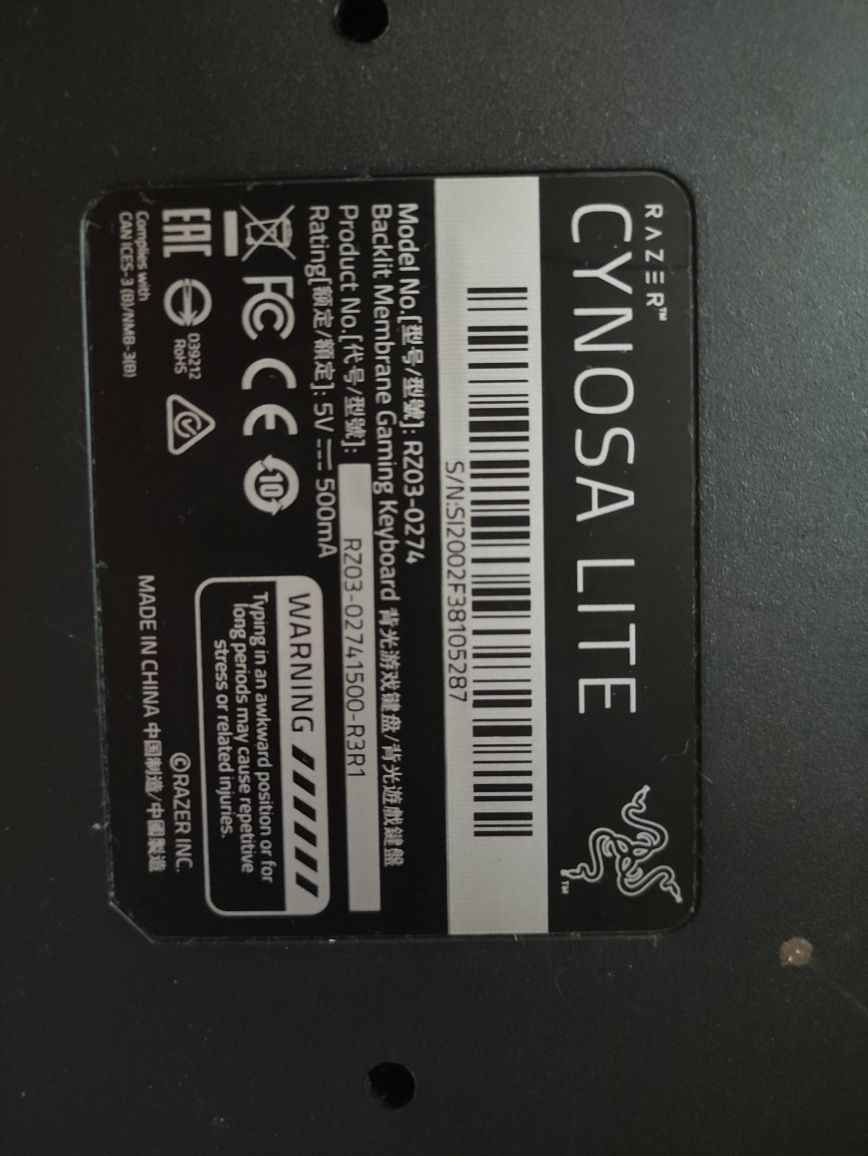 RAZER™
CYNOSA LITE
TM
S/N:SI2002F38105287
Model No.[型号/型號]: RZ03-0274
Backlit Membrane Gaming Keyboard 背光游戏键盘/背光遊戲鍵盤
Product No.[代号/型號]: RZ03-02741500-R3R1
Rating[额定/額定]: 5V 500mA
FC CE 10
EAC
D39212
RoHS
Complies with
CAN ICES-3 (B)/NMB-3(B)
WARNING
Typing in an awkward position or for
long periods may cause repetitive
stress or related injuries.
©RAZER INC.
MADE IN CHINA 中国制造/中國製造